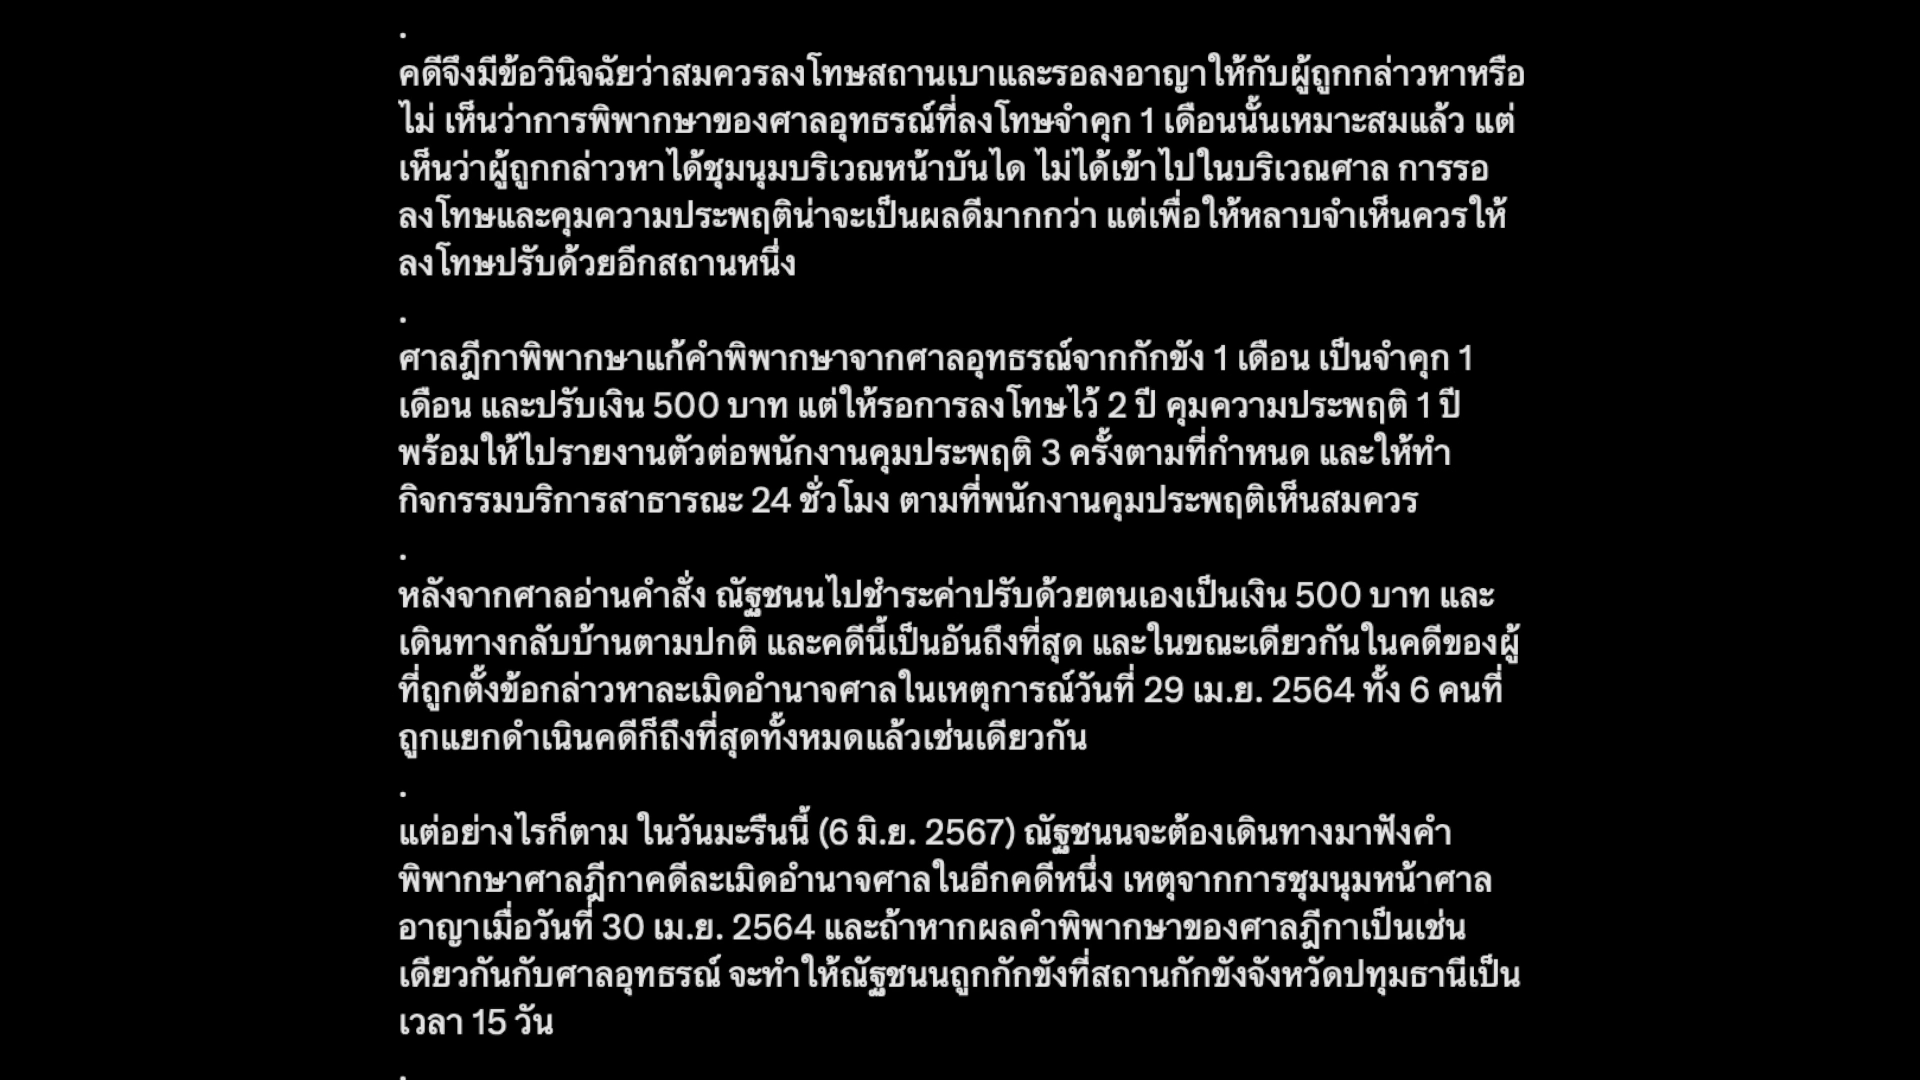 .
คดีจึงมีข้อวินิจฉัยว่าสมควรลงโทษสถานเบาและรอลงอาญาให้กับผู้ถูกกล่าวหาหรือ
ไม่ เห็นว่าการพิพากษาของศาลอุทธรณ์ที่ลงโทษจำคุก 1 เดือนนั้นเหมาะสมแล้ว แต่
เห็นว่าผู้ถูกกล่าวหาได้ชุมนุมบริเวณหน้าบันได ไม่ได้เข้าไปในบริเวณศาล การรอ
ลงโทษและคุมความประพฤติน่าจะเป็นผลดีมากกว่า แต่เพื่อให้หลาบจำเห็นควรให้
ลงโทษปรับด้วยอีกสถานหนึ่ง
.
ศาลฎีกาพิพากษาแก้คำพิพากษาจากศาลอุทธรณ์จากกักขัง 1 เดือน เป็นจำคุก 1
เดือน และปรับเงิน 500 บาท แต่ให้รอการลงโทษไว้ 2 ปี คุมความประพฤติ 1 ปี
พร้อมให้ไปรายงานตัวต่อพนักงานคุมประพฤติ 3 ครั้งตามที่กำหนด และให้ทำ
กิจกรรมบริการสาธารณะ 24 ชั่วโมง ตามที่พนักงานคุมประพฤติเห็นสมควร
.
หลังจากศาลอ่านคำสั่ง ณัฐชนนไปชำระค่าปรับด้วยตนเองเป็นเงิน 500 บาท และ
เดินทางกลับบ้านตามปกติ และคดีนี้เป็นอันถึงที่สุด และในขณะเดียวกันในคดีของผู้
ที่ถูกตั้งข้อกล่าวหาละเมิดอำนาจศาลในเหตุการณ์วันที่ 29 เม.ย. 2564 ทั้ง 6 คนที่
ถูกแยกดำเนินคดีก็ถึงที่สุดทั้งหมดแล้วเช่นเดียวกัน
.
แต่อย่างไรก็ตาม ในวันมะรืนนี้ (6 มิ.ย. 2567) ณัฐชนนจะต้องเดินทางมาฟังคำ
พิพากษาศาลฎีกาคดีละเมิดอำนาจศาลในอีกคดีหนึ่ง เหตุจากการชุมนุมหน้าศาล
อาญาเมื่อวันที่ 30 เม.ย. 2564 และถ้าหากผลคำพิพากษาของศาลฎีกาเป็นเช่น
เดียวกันกับศาลอุทธรณ์ จะทำให้ณัฐชนนถูกกักขังที่สถานกักขังจังหวัดปทุมธานีเป็น
เวลา 15 วัน
.